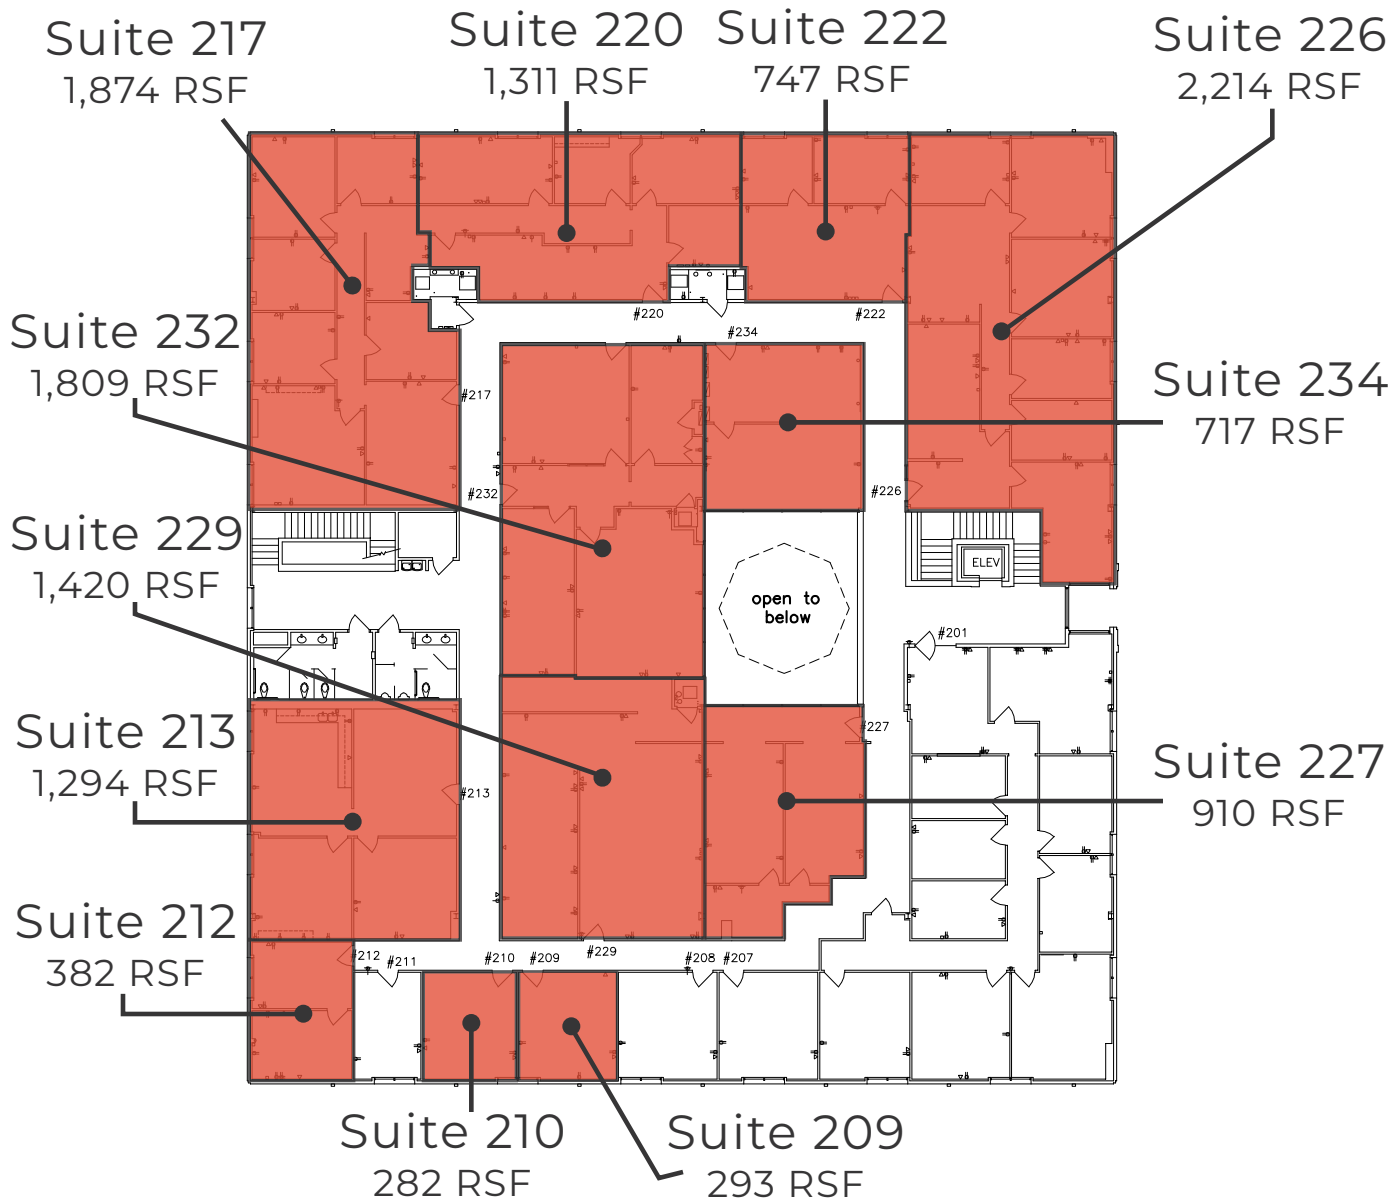 Suite 217
1,874 RSF
Suite 220
1,311 RSF
Suite 222
747 RSF
Suite 226
2,214 RSF
#220
#234
#222
Suite 232
1,809 RSF
#217
Suite 234
717 RSF
#232
#226
Suite 229
1,420 RSF
ELEV
open to
below
#201
Suite 213
1,294 RSF
#227
Suite 227
910 RSF
#213
Suite 212
382 RSF
#212
#211
#210
#209
#229
#208
#207
Suite 210
282 RSF
Suite 209
293 RSF